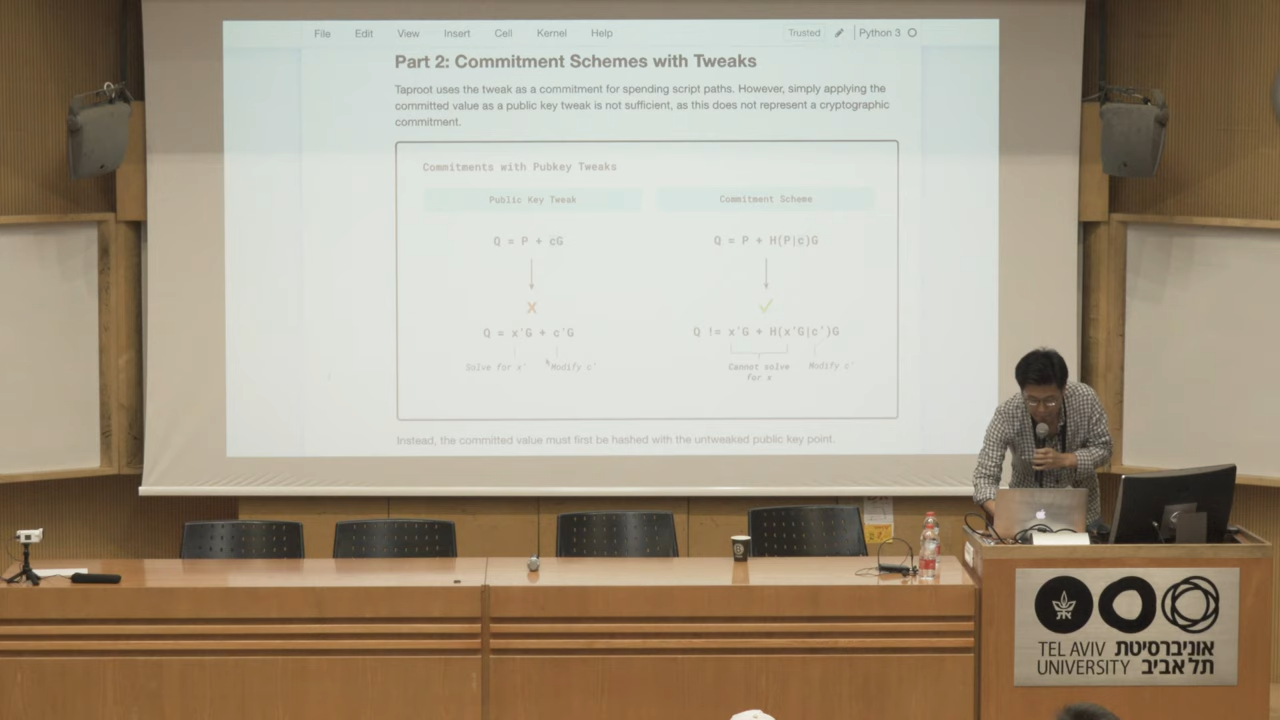 File Edit View Insert Cell Kernel Help Trusted Python 3
Part 2: Commitment Schemes with Tweaks
Taproot uses the tweak as a commitment for spending script paths. However, simply applying the
committed value as a public key tweak is not sufficient, as this does not represent a cryptographic
commitment.
Commitments with Pubkey Tweaks
Public Key Tweak
Commitment Scheme
Q = P + cG
Q = P + H(P|c)G
X
✓
Q = x'G + c'G
Q != x'G + H(x'G|c')G
Solve for x'
Modify c'
Cannot solve
for x
Modify c'
Instead, the committed value must first be hashed with the untweaked public key point.
TEL AVIV אוניברסיטת
UNIVERSITY תל אביב